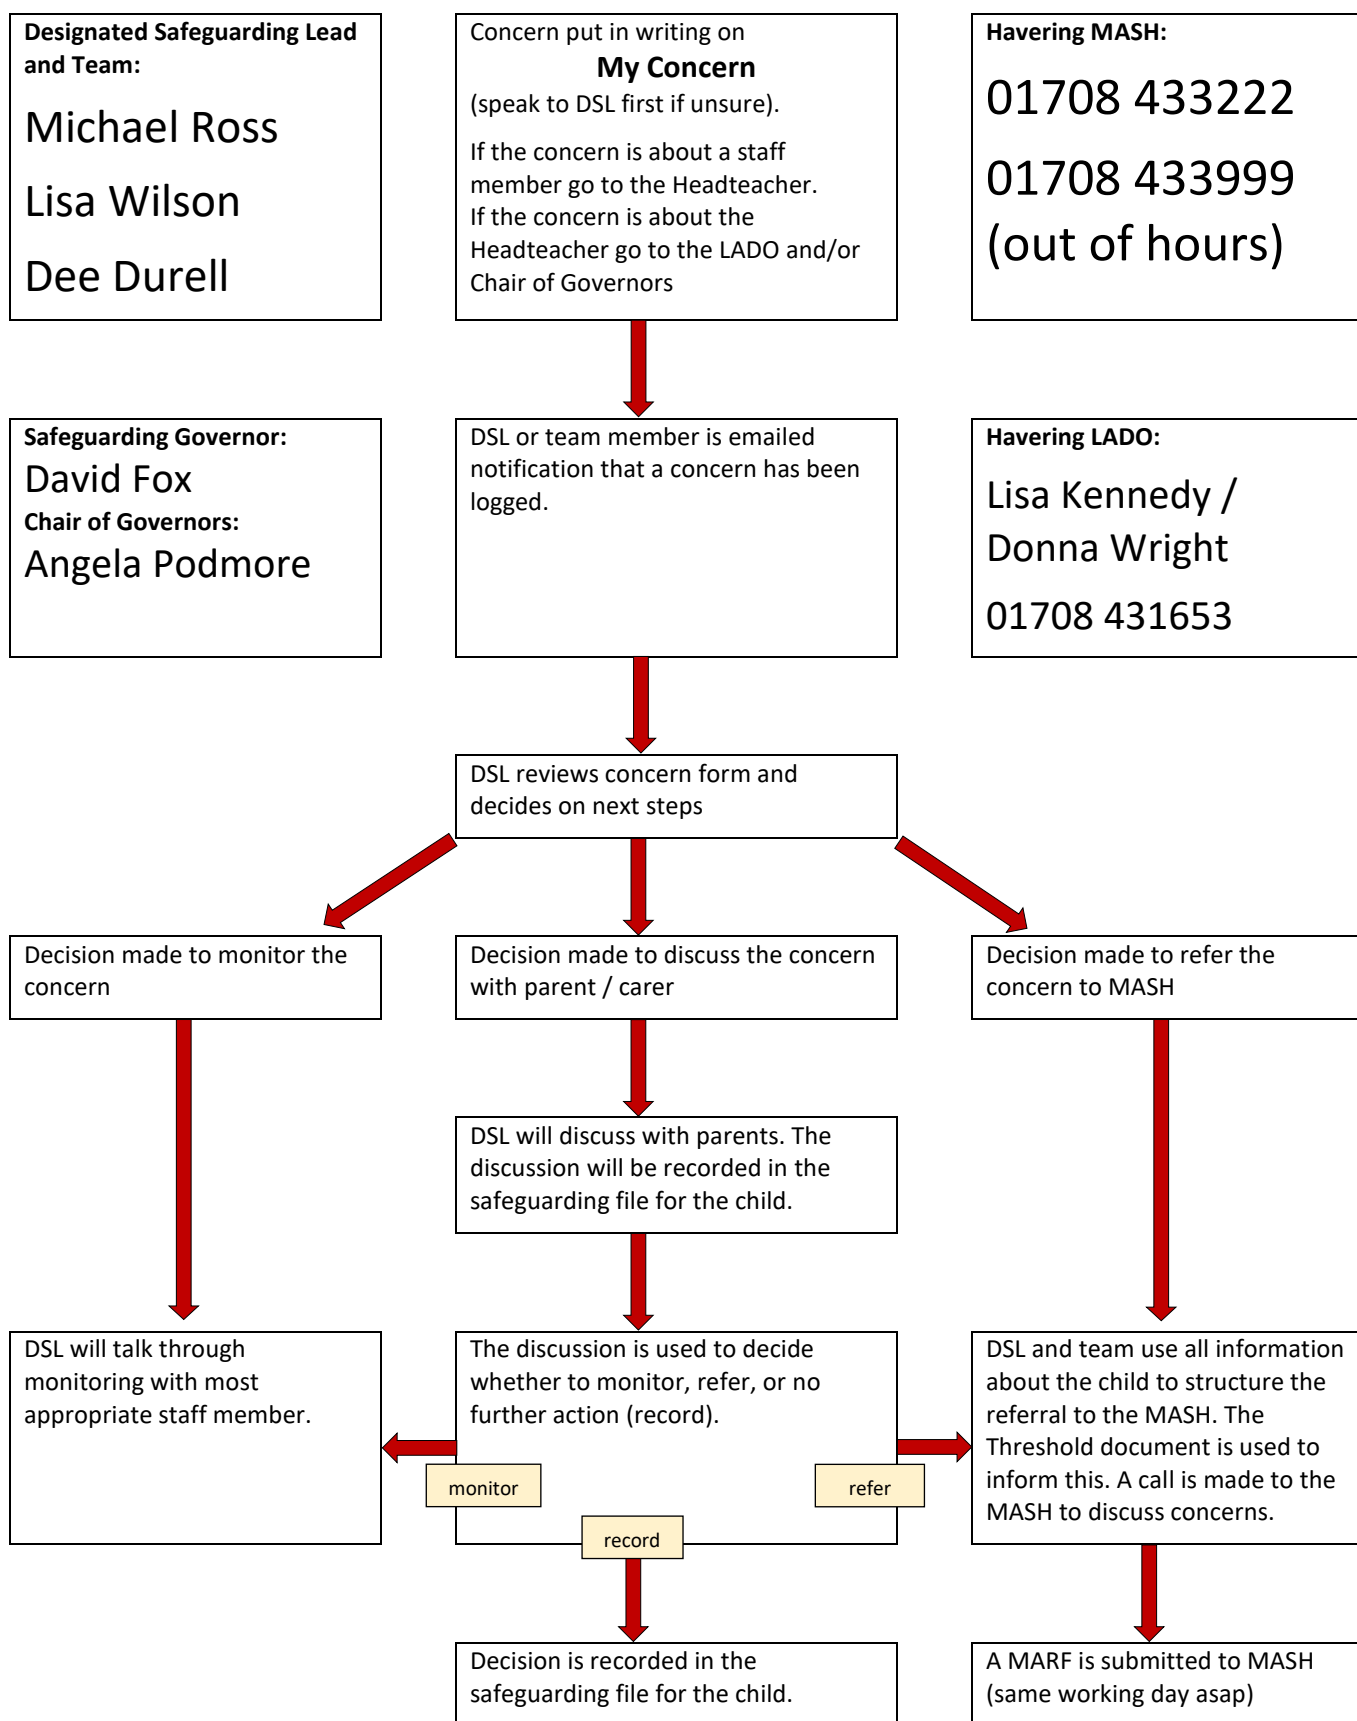 Designated Safeguarding Lead
and Team:
Michael Ross
Lisa Wilson
Dee Durell
Concern put in writing on
My Concern
(speak to DSL first if unsure).
If the concern is about a staff
member go to the Headteacher.
If the concern is about the
Headteacher go to the LADO and/or
Chair of Governors
Havering MASH:
01708 433222
01708 433999
(out of hours)
Safeguarding Governor:
David Fox
Chair of Governors:
Angela Podmore
DSL or team member is emailed
notification that a concern has been
logged.
Havering LADO:
Lisa Kennedy /
Donna Wright
01708 431653
DSL reviews concern form and
decides on next steps
Decision made to monitor the
concern
Decision made to discuss the concern
with parent / carer
Decision made to refer the
concern to MASH
DSL will discuss with parents. The
discussion will be recorded in the
safeguarding file for the child.
DSL will talk through
monitoring with most
appropriate staff member.
The discussion is used to decide
whether to monitor, refer, or no
further action (record).
monitor
refer
record
DSL and team use all information
about the child to structure the
referral to the MASH. The
Threshold document is used to
inform this. A call is made to the
MASH to discuss concerns.
Decision is recorded in the
safeguarding file for the child.
A MARF is submitted to MASH
(same working day asap)